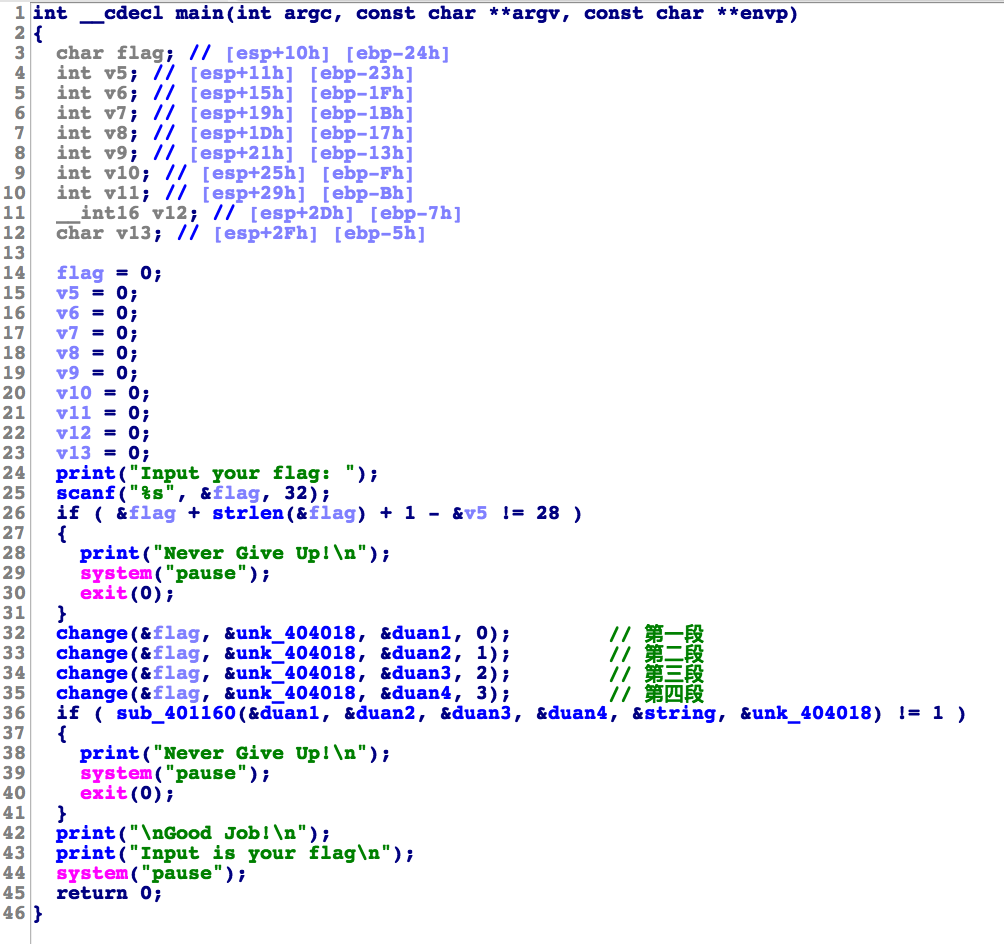 1 int __cdecl main(int argc, const char **argv, const char **envp)
2 {
3   char flag; // [esp+10h] [ebp-24h]
4   int v5; // [esp+11h] [ebp-23h]
5   int v6; // [esp+15h] [ebp-1Fh]
6   int v7; // [esp+19h] [ebp-1Bh]
7   int v8; // [esp+1Dh] [ebp-17h]
8   int v9; // [esp+21h] [ebp-13h]
9   int v10; // [esp+25h] [ebp-Fh]
10   int v11; // [esp+29h] [ebp-Bh]
11   __int16 v12; // [esp+2Dh] [ebp-7h]
12   char v13; // [esp+2Fh] [ebp-5h]
13
14   flag = 0;
15   v5 = 0;
16   v6 = 0;
17   v7 = 0;
18   v8 = 0;
19   v9 = 0;
20   v10 = 0;
21   v11 = 0;
22   v12 = 0;
23   v13 = 0;
24   print("Input your flag: ");
25   scanf("%s", &flag, 32);
26   if ( &flag + strlen(&flag) + 1 - &v5 != 28 )
27   {
28     print("Never Give Up!\n");
29     system("pause");
30     exit(0);
31   }
32   change(&flag, &unk_404018, &duan1, 0);        // 第一段
33   change(&flag, &unk_404018, &duan2, 1);        // 第二段
34   change(&flag, &unk_404018, &duan3, 2);        // 第三段
35   change(&flag, &unk_404018, &duan4, 3);        // 第四段
36   if ( sub_401160(&duan1, &duan2, &duan3, &duan4, &string, &unk_404018) != 1 )
37   {
38     print("Never Give Up!\n");
39     system("pause");
40     exit(0);
41   }
42   print("\nGood Job!\n");
43   print("Input is your flag\n");
44   system("pause");
45   return 0;
46 }